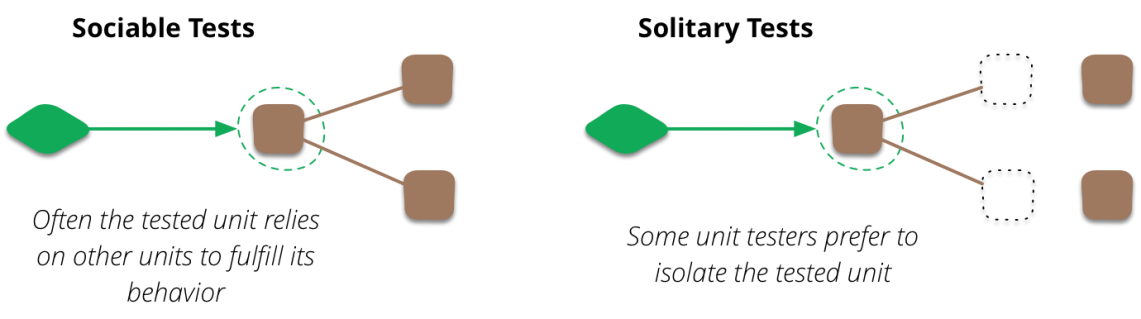 Sociable Tests
Often the tested unit relies
on other units to fulfill its
behavior
Solitary Tests
Some unit testers prefer to
isolate the tested unit